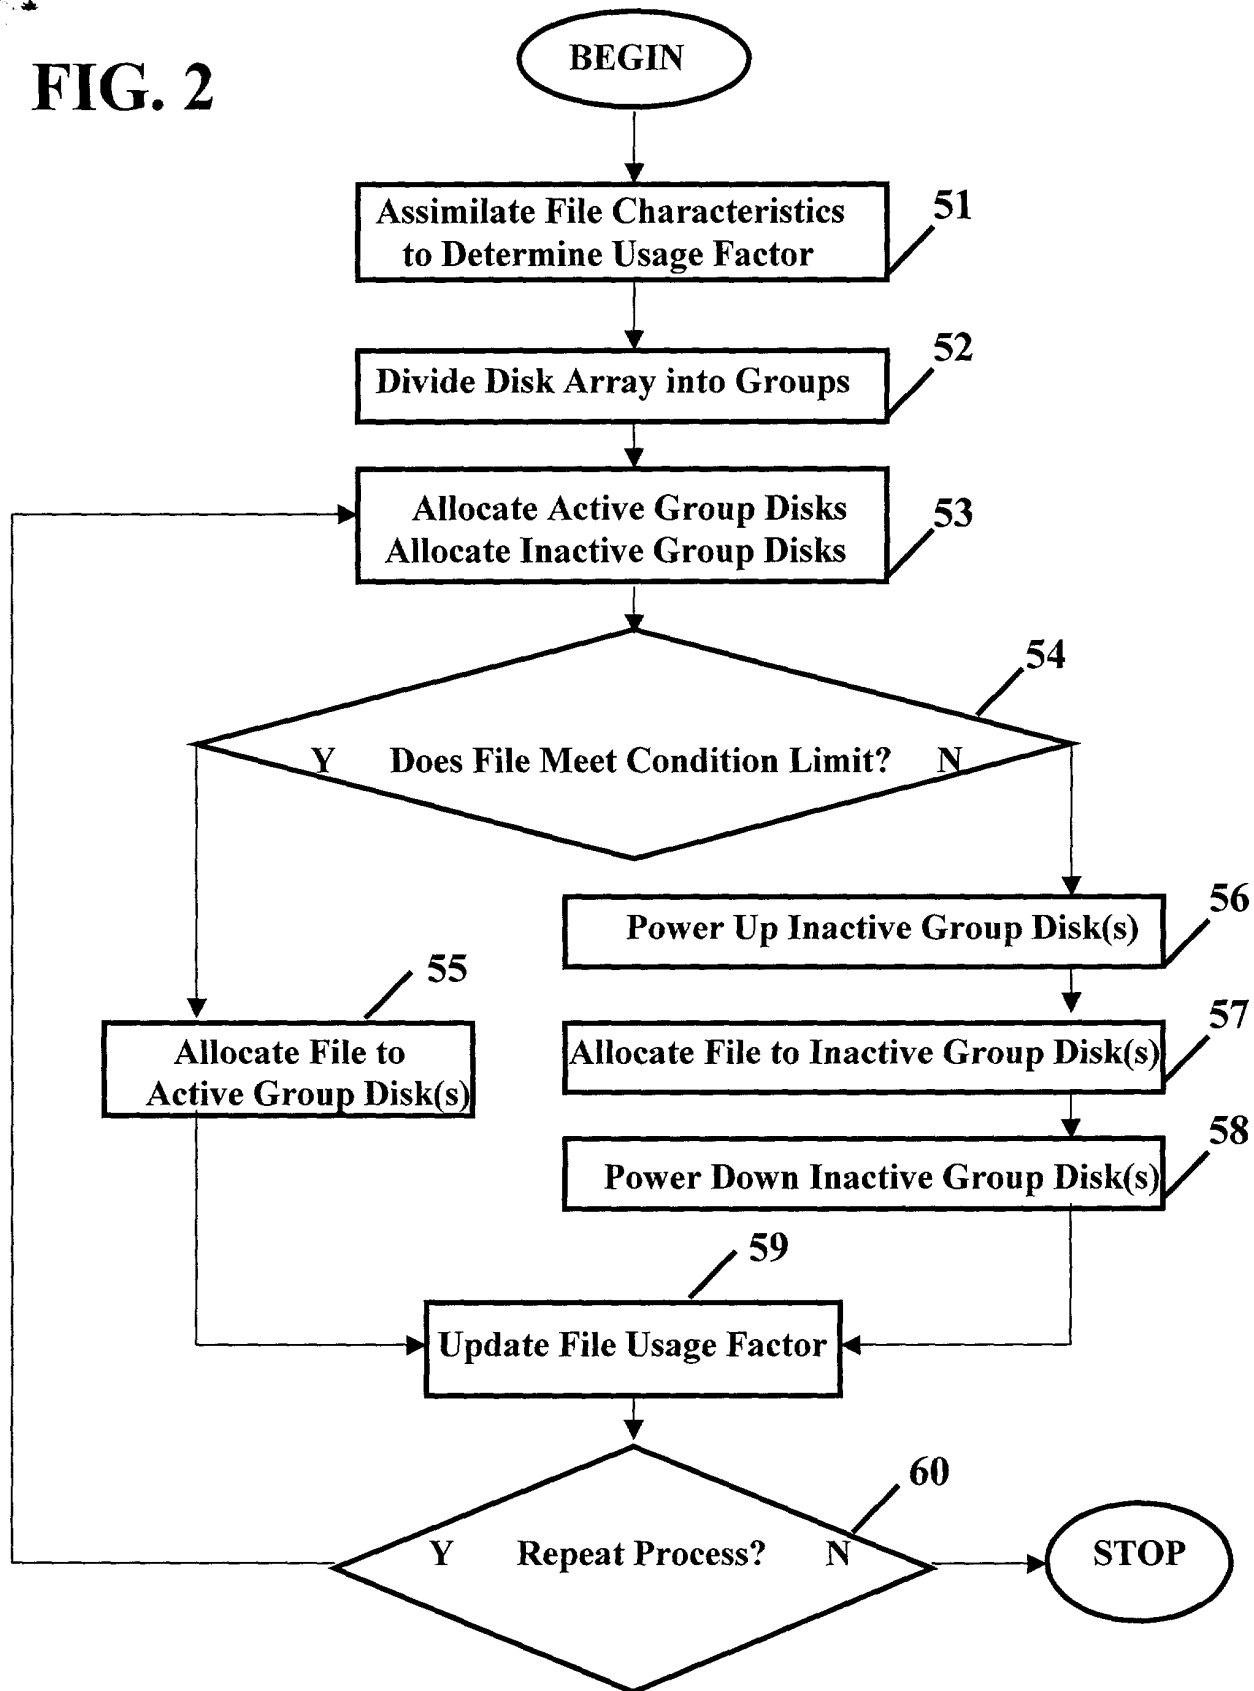 FIG. 2
BEGIN
Assimilate File Characteristics
to Determine Usage Factor
51
Divide Disk Array into Groups
52
Allocate Active Group Disks
Allocate Inactive Group Disks
53
54
Y Does File Meet Condition Limit? N
56
Power Up Inactive Group Disk(s)
55
Allocate File to
Active Group Disk(s)
57
Allocate File to Inactive Group Disk(s)
58
Power Down Inactive Group Disk(s)
59
Update File Usage Factor
60
Y Repeat Process? N
STOP